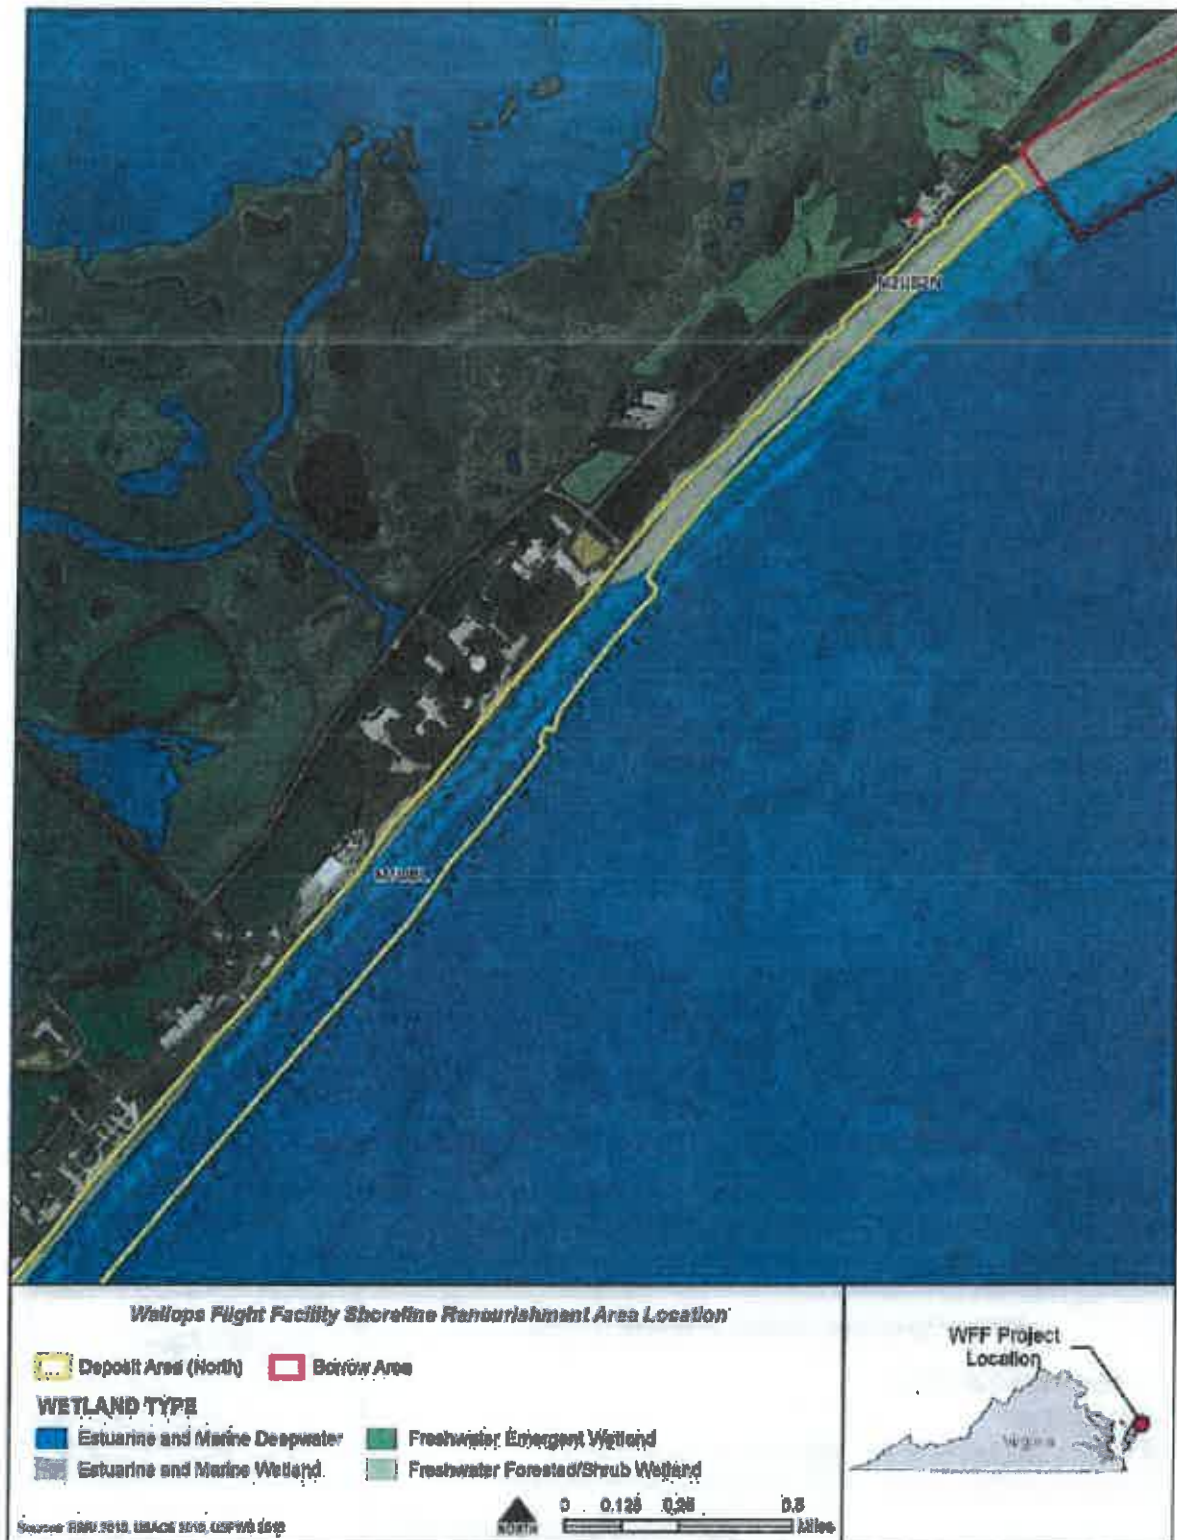 Wallops Flight Facility Shoreline Renourishment Area Location
Deposit Area (North)
Borrow Area
WETLAND TYPE
Estuarine and Marine Deepwater
Freshwater Emergent Wetland
Estuarine and Marine Wetland
Freshwater Forested/Shrub Wetland
NORTH
0 0.125 0.25 0.5
Miles
WFF Project
Location
Virginia